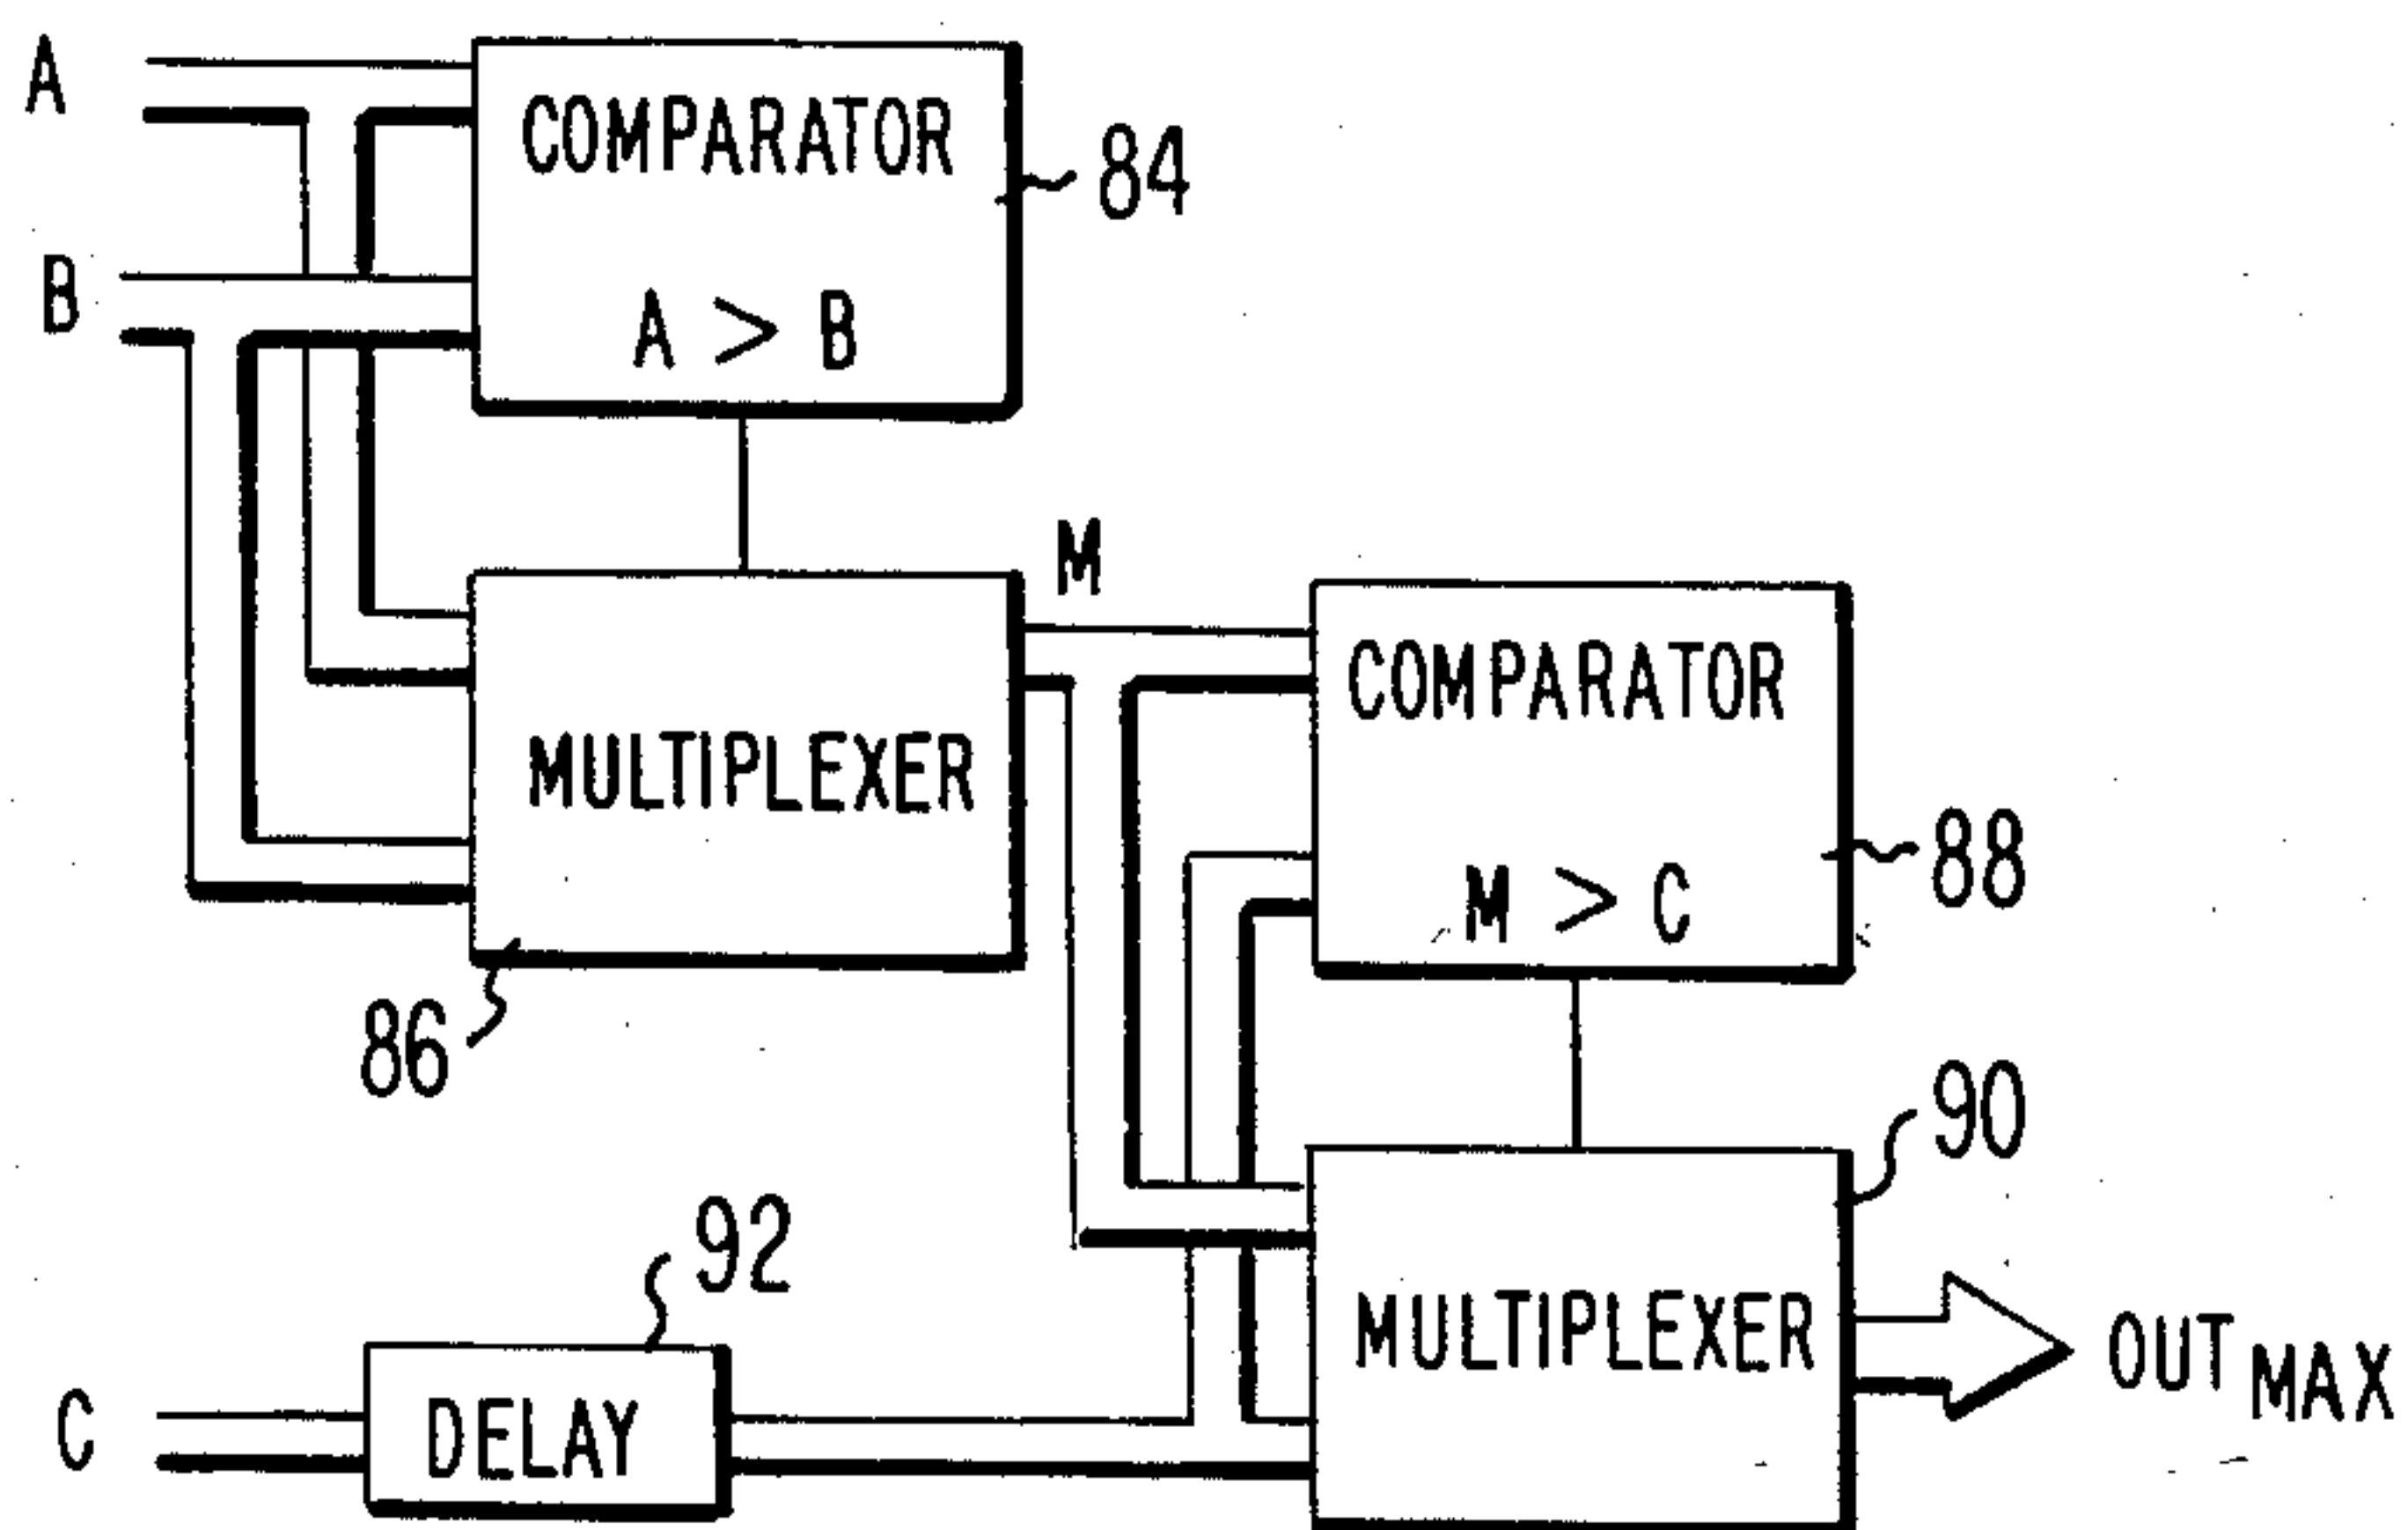 A
COMPARATOR
84
B
A > B
M
COMPARATOR
MULTIPLEXER
88
M > C
86
90
92
MULTIPLEXER
OUT MAX
C
DELAY